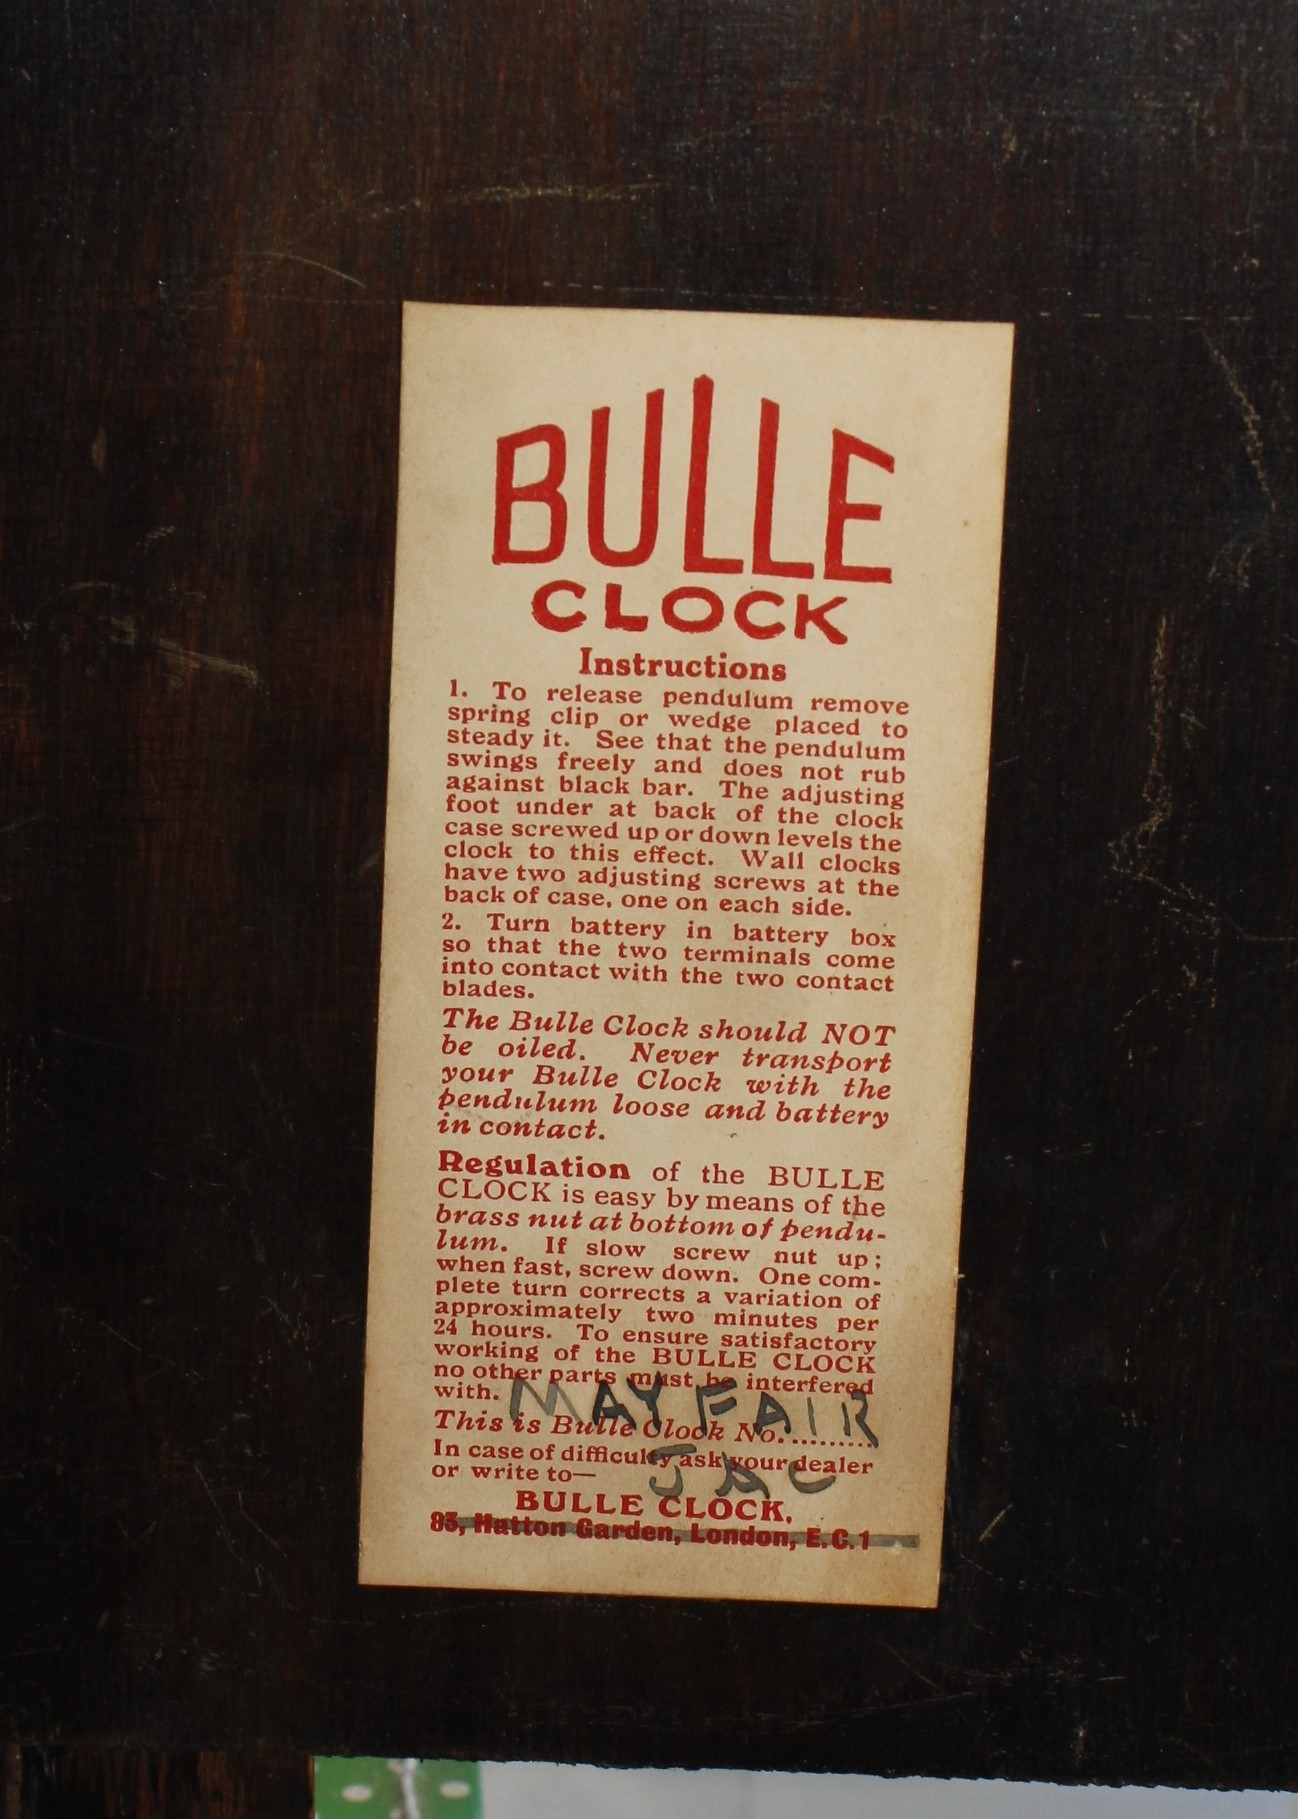 BULLE
CLOCK
Instructions
1. To release pendulum remove
spring clip or wedge placed to
steady it. See that the pendulum
swings freely and does not rub
against black bar. The adjusting
foot under at back of the clock
case screwed up or down levels the
clock to this effect. Wall clocks
have two adjusting screws at the
back of case, one on each side.
2. Turn battery in battery box
so that the two terminals come
into contact with the two contact
blades.
The Bulle Clock should NOT
be oiled. Never transport
your Bulle Clock with the
pendulum loose and battery
in contact.
Regulation of the BULLE
CLOCK is easy by means of the
brass nut at bottom of pendu-
lum. If slow screw nut up;
when fast, screw down. One com-
plete turn corrects a variation of
approximately two minutes per
24 hours. To ensure satisfactory
working of the BULLE CLOCK
no other parts must be interfered
with.
MAYFAIR
This is Bulle Clock No..........
In case of difficulty ask your dealer
or write to—
BULLE CLOCK,
83, Hatton Garden, London, E.C.1